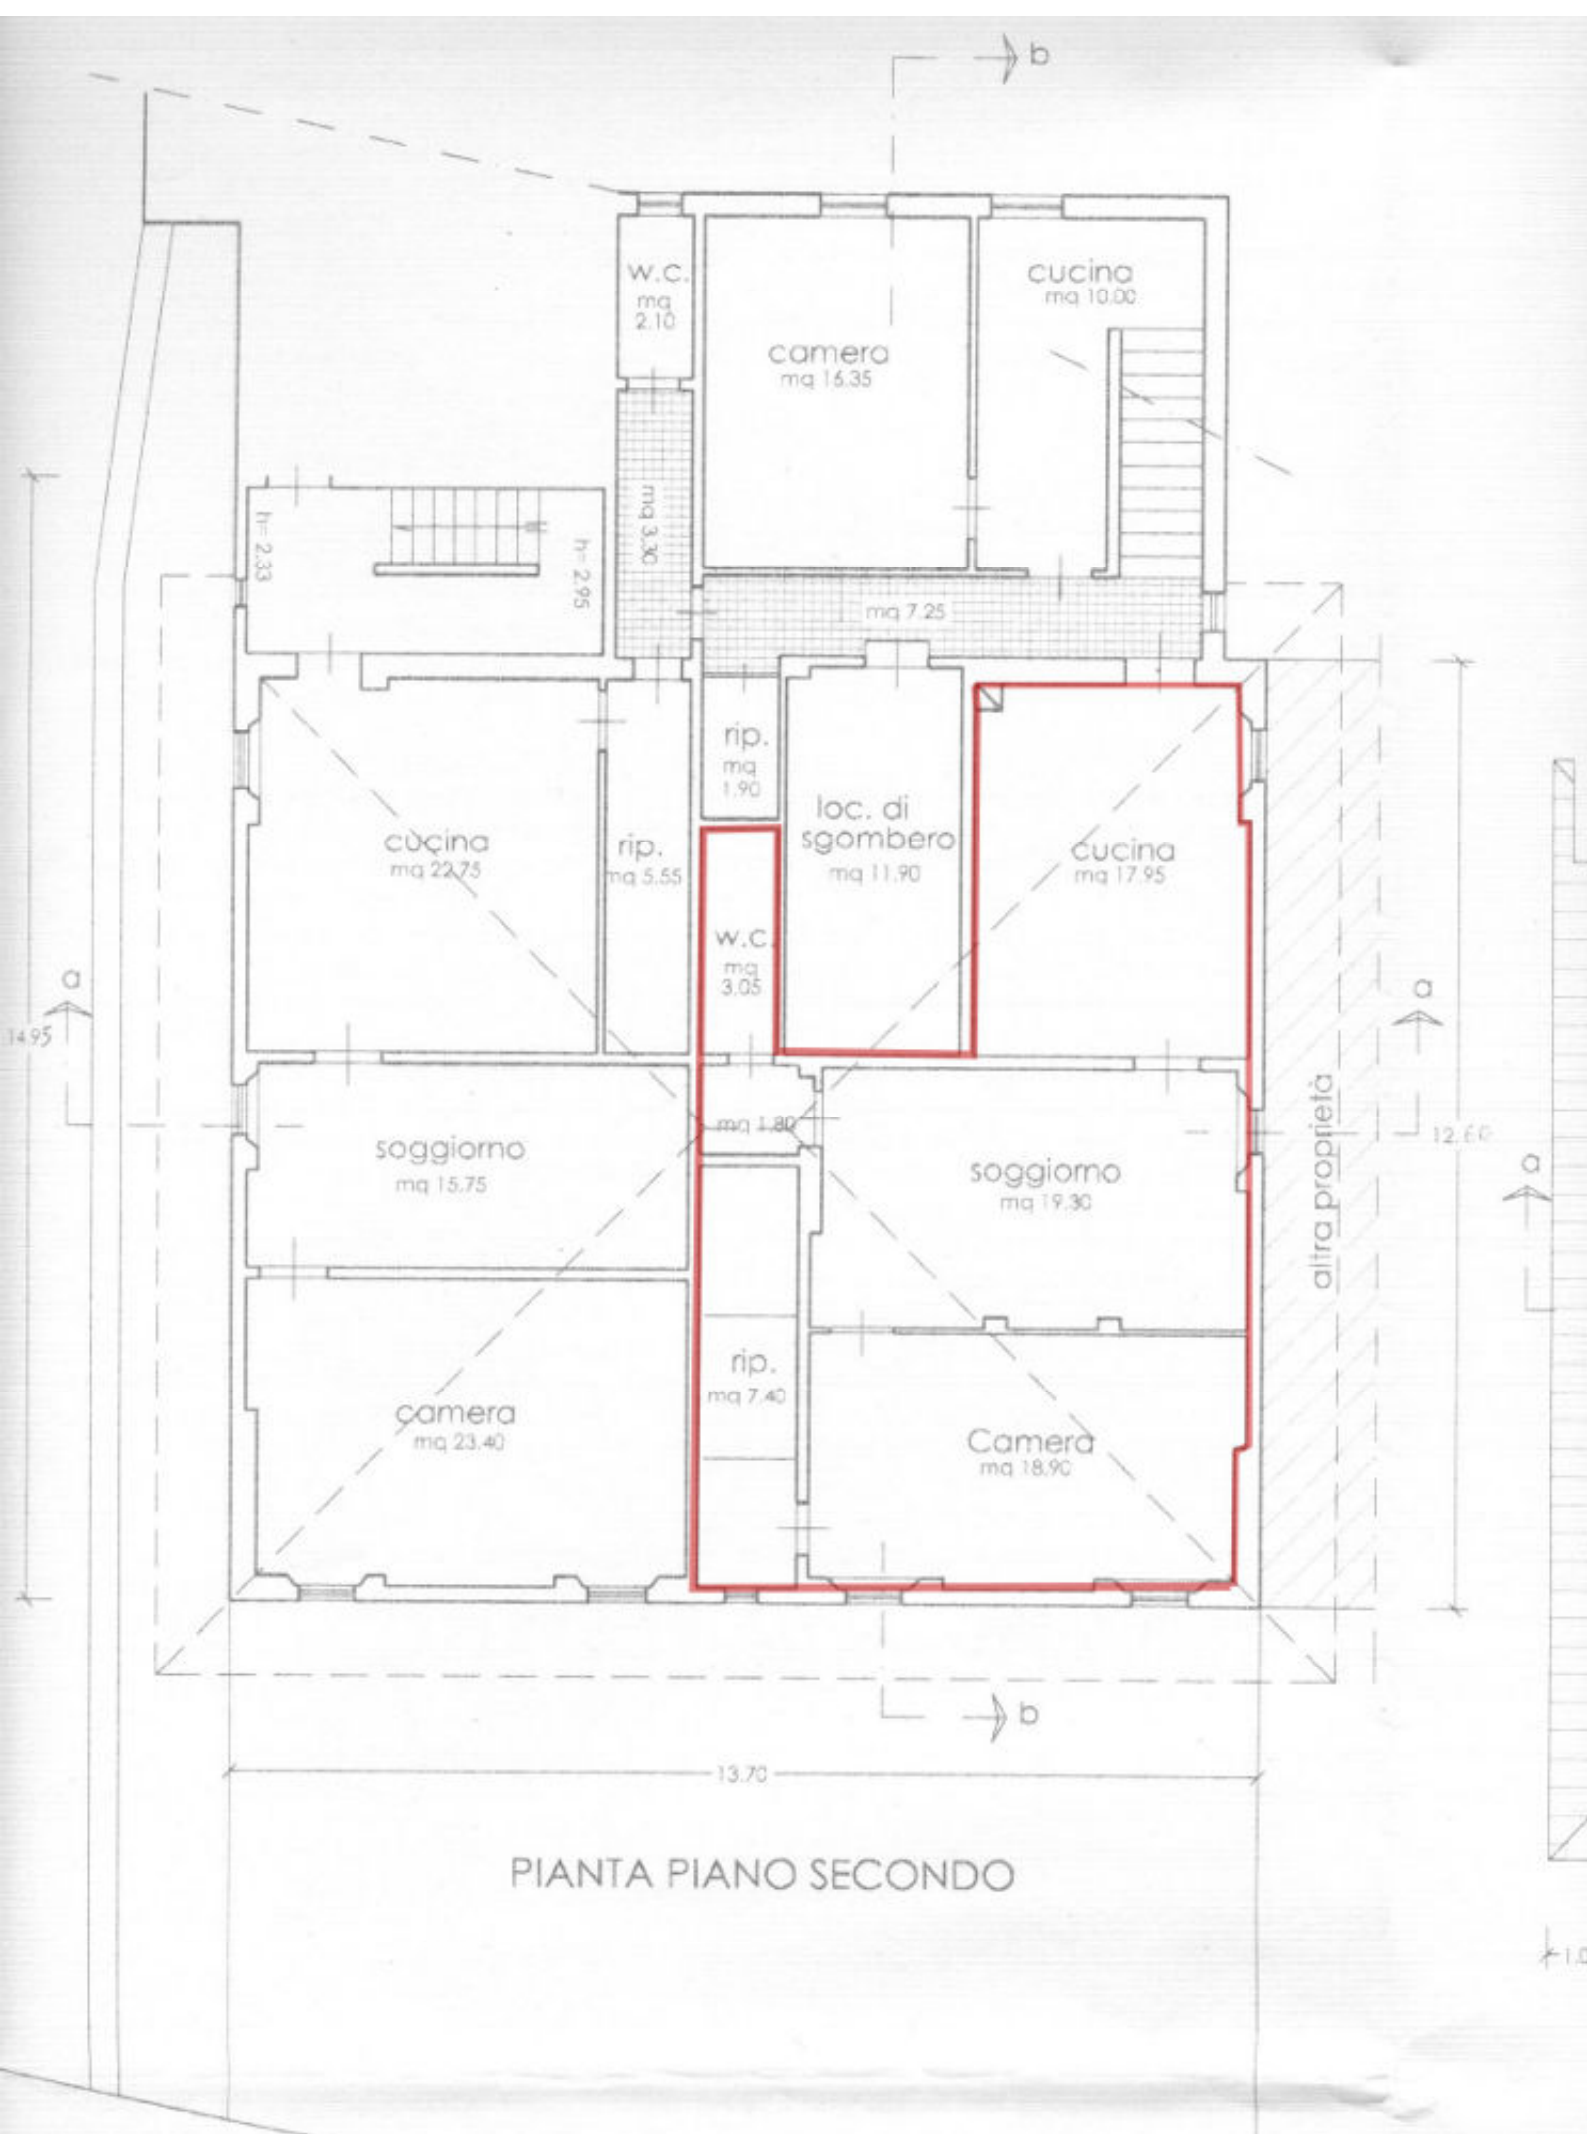 b
w.c.
mq
2.10
cucina
mq 10.00
camera
mq 16.35
mq 3.30
h= 2.33
h= 2.95
mq 7.25
rip.
mq
1.90
loc. di
sgombero
mq 11.90
cucina
mq 22.75
rip.
mq 5.55
cucina
mq 17.95
w.c.
mq
3.05
a
14.95
a
12.60
a
mq 1.80
soggiorno
mq 15.75
soggiorno
mq 19.30
altra proprietà
rip.
mq 7.40
camera
mq 23.40
Camera
mq 18.90
b
13.70
PIANTA PIANO SECONDO